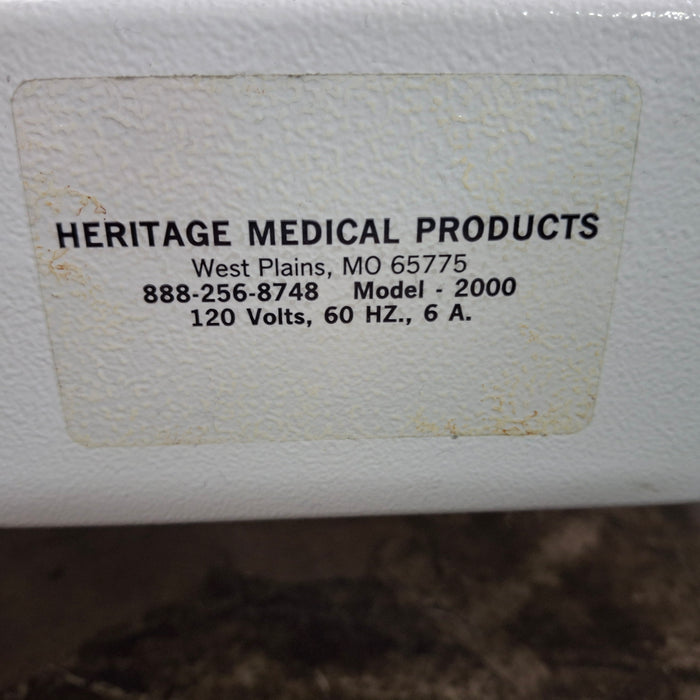 HERITAGE MEDICAL PRODUCTS
West Plains, MO 65775
888-256-8748 Model - 2000
120 Volts, 60 HZ., 6 A.